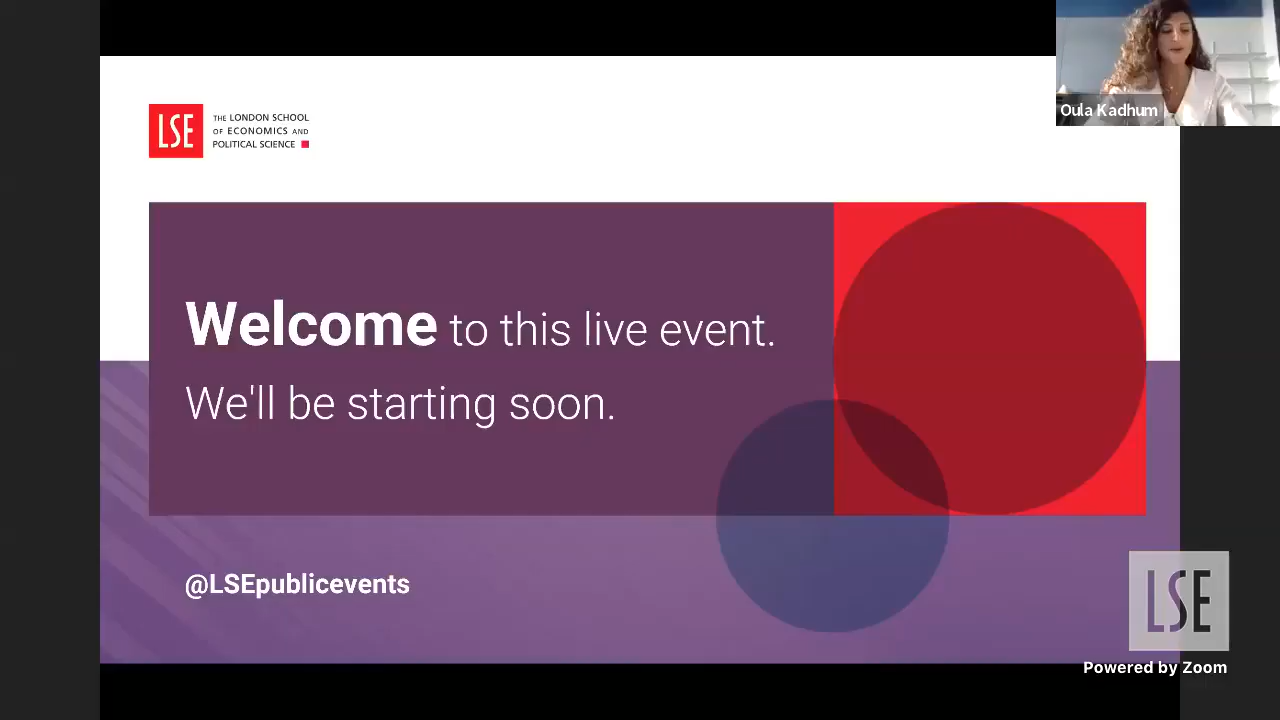 Oula Kadhum
LSE
THE LONDON SCHOOL
OF ECONOMICS AND
POLITICAL SCIENCE
Welcome to this live event.
We'll be starting soon.
@LSEpublicevents
LSE
Powered by Zoom